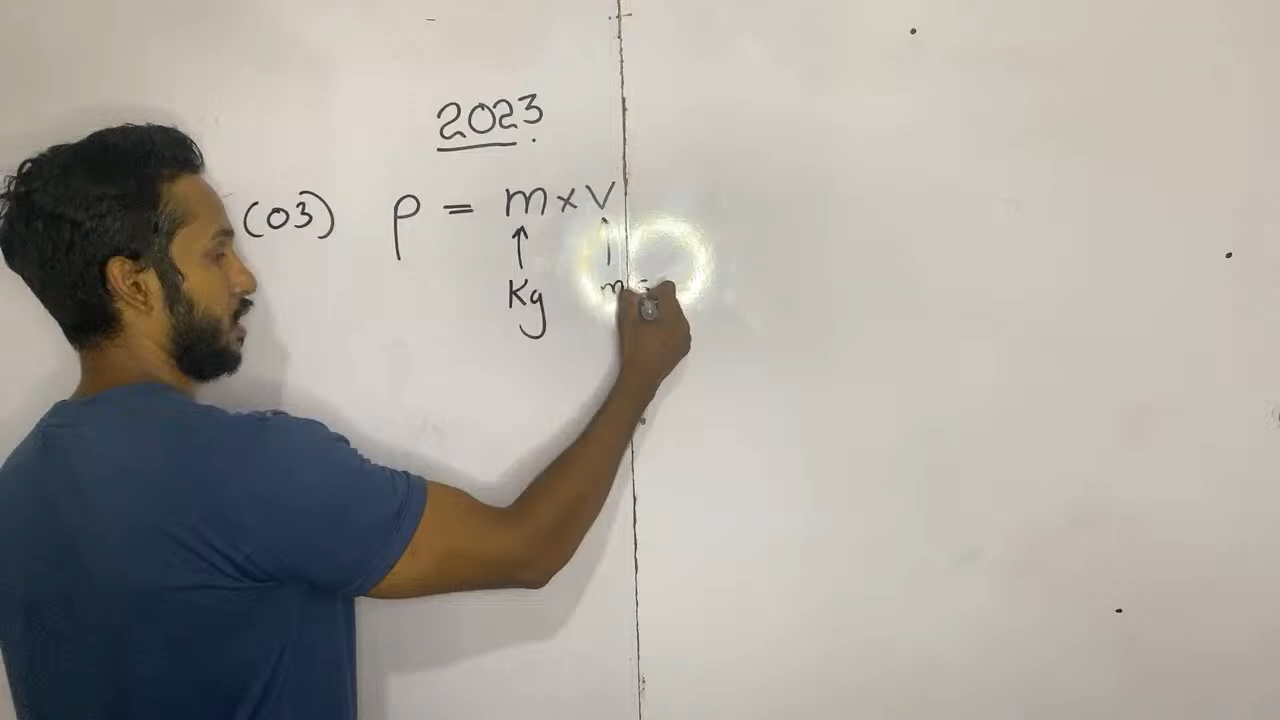 2023
(03) P = m x v
↑ ↑
Kg m